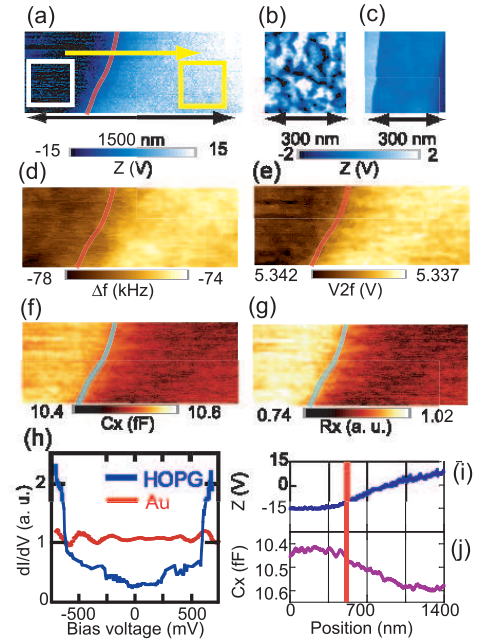 (a) (b) (c)
1500 nm 300 nm 300 nm
-15 15 -2 2
Z (V) Z (V)
(d) (e)
-78 -74 5.342 5.337
Δf (kHz) V2f (V)
(f) (g)
10.4 10.8 0.74 1.02
Cx (fF) Rx (a. u.)
(h)
HOPG
Au
dI/dV (a. u.)
2
1
0
-500 0 500
Bias voltage (mV)
(i)
Z (V)
15
0
-15
(j)
Cx (fF)
10.4
10.5
10.6
0 700 1400
Position (nm)